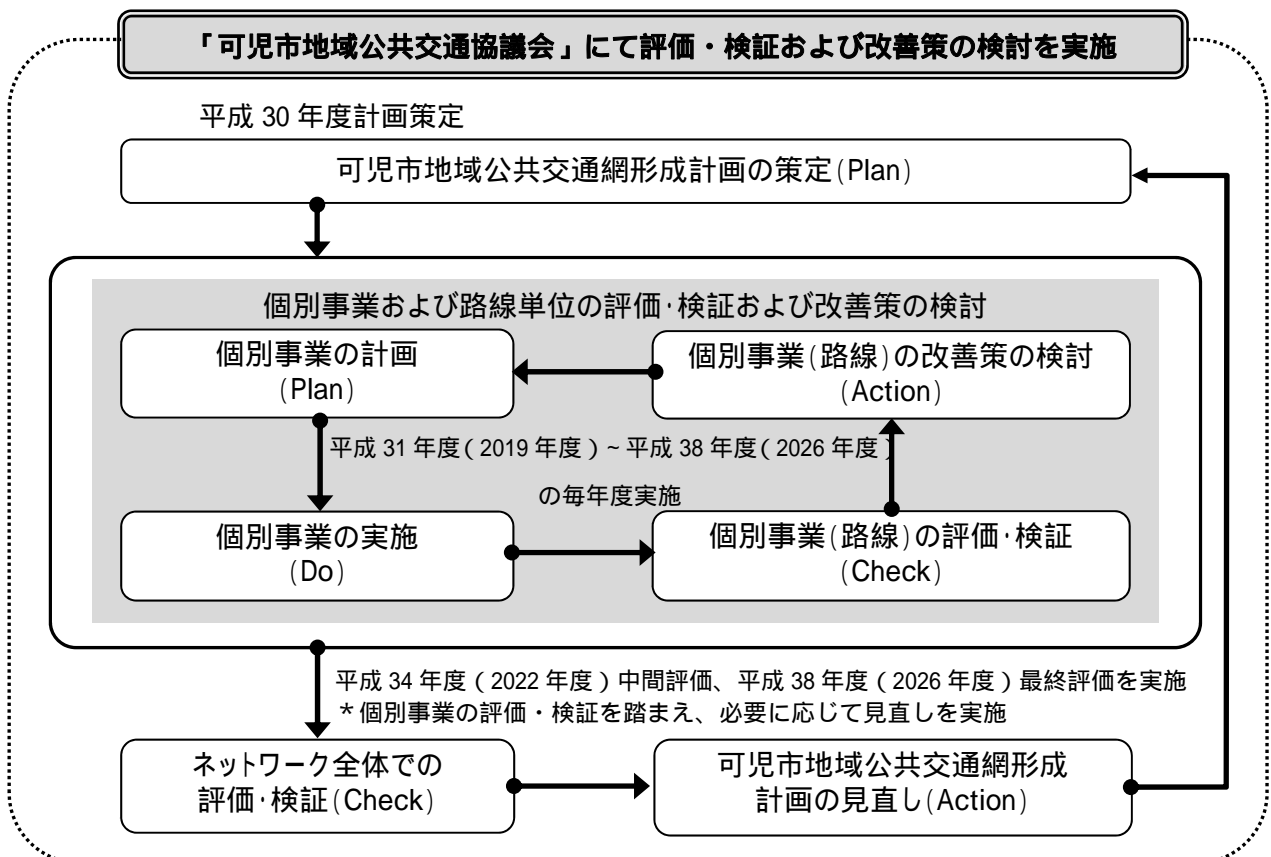 「可児市地域公共交通協議会」にて評価・検証および改善策の検討を実施
平成 30 年度計画策定
可児市地域公共交通網形成計画の策定(Plan)
個別事業および路線単位の評価・検証および改善策の検討
個別事業の計画
(Plan)
個別事業(路線)の改善策の検討
(Action)
平成 31 年度(2019 年度)~平成 38 年度(2026 年度)
の毎年度実施
個別事業の実施
(Do)
個別事業(路線)の評価・検証
(Check)
平成 34 年度(2022 年度)中間評価、平成 38 年度(2026 年度)最終評価を実施
*個別事業の評価・検証を踏まえ、必要に応じて見直しを実施
ネットワーク全体での
評価・検証(Check)
可児市地域公共交通網形成
計画の見直し(Action)